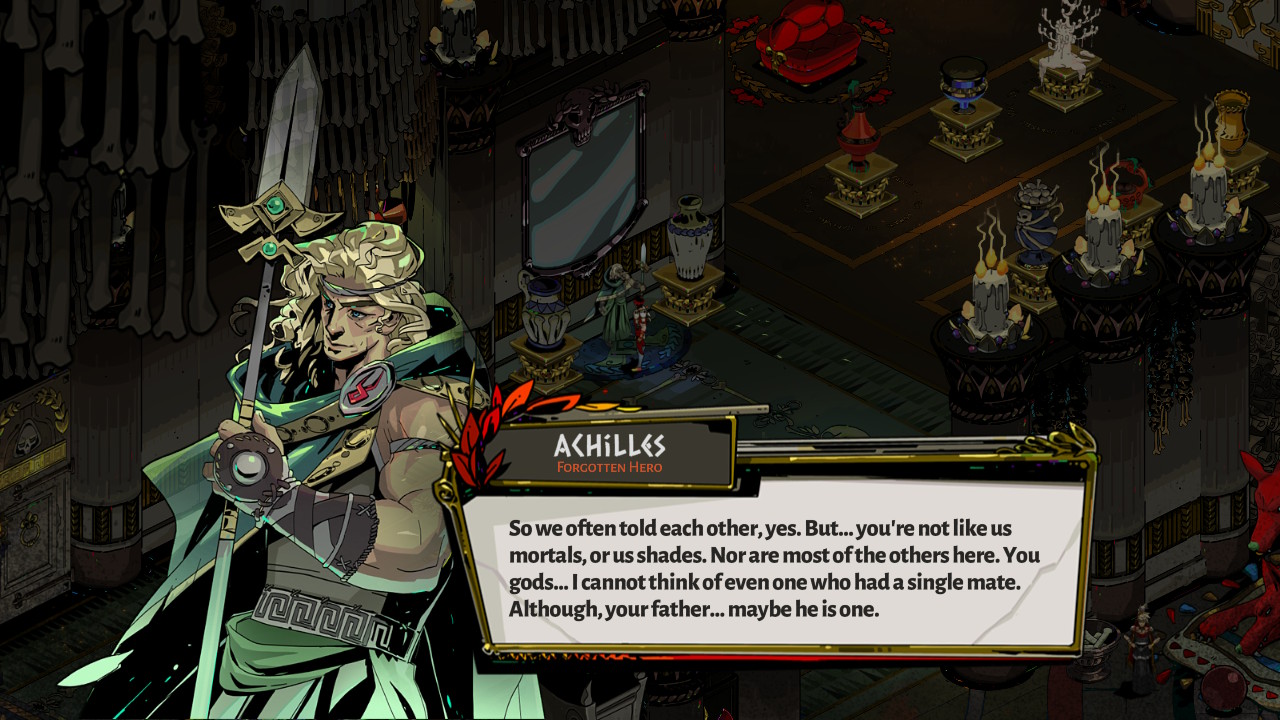 ACHILLES
Forgotten Hero
So we often told each other, yes. But... you're not like us
mortals, or us shades. Nor are most of the others here. You
gods... I cannot think of even one who had a single mate.
Although, your father... maybe he is one.